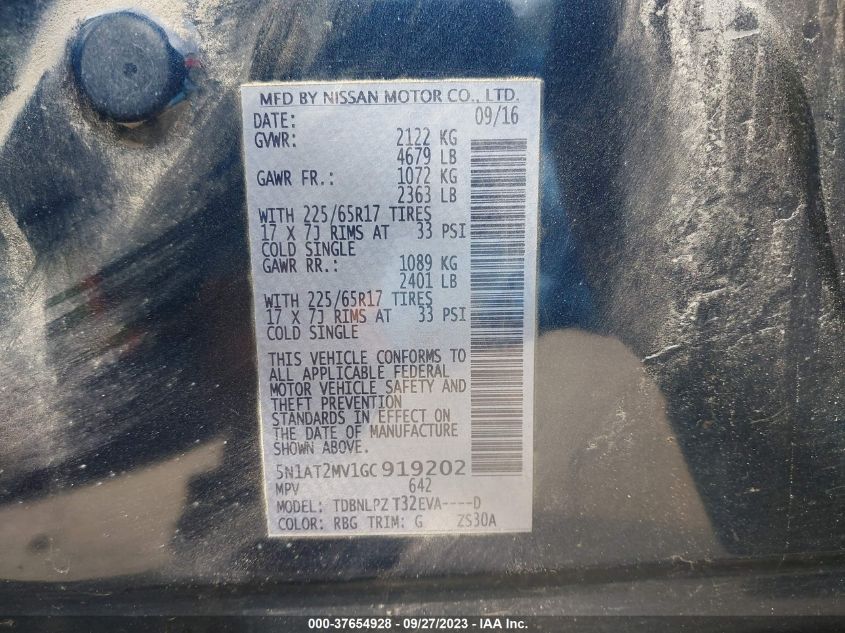 MFD BY NISSAN MOTOR CO., LTD.
DATE: 09/16
GVWR: 2122 KG
4679 LB
GAWR FR.: 1072 KG
2363 LB
WITH 225/65R17 TIRES
17 X 7J RIMS AT 33 PSI
COLD SINGLE
GAWR RR.: 1089 KG
2401 LB
WITH 225/65R17 TIRES
17 X 7J RIMS AT 33 PSI
COLD SINGLE
THIS VEHICLE CONFORMS TO
ALL APPLICABLE FEDERAL
MOTOR VEHICLE SAFETY AND
THEFT PREVENTION
STANDARDS IN EFFECT ON
THE DATE OF MANUFACTURE
SHOWN ABOVE.
5N1AT2MV1GC919202
MPV 642
MODEL: TDBNLPZ T32EVA----D
COLOR: RBG TRIM: G ZS30A
000-37654928 - 09/27/2023 - IAA Inc.